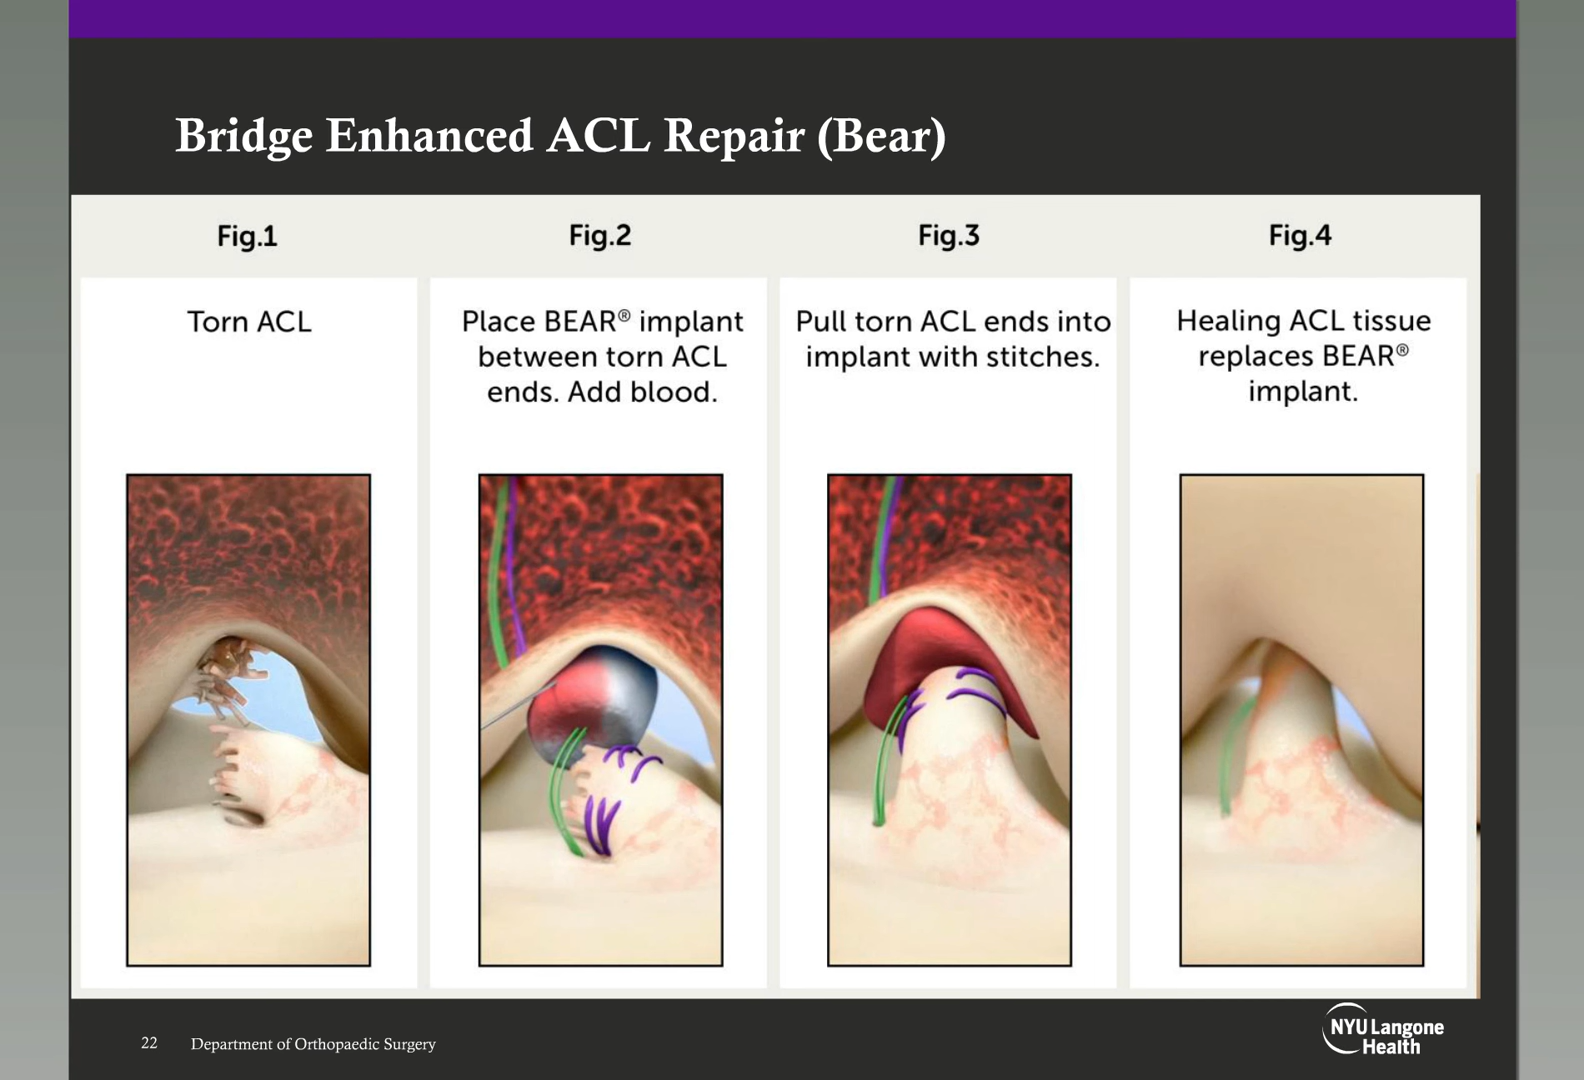 Bridge Enhanced ACL Repair (Bear)
Fig.1
Torn ACL
Fig.2
Place BEAR® implant
between torn ACL
ends. Add blood.
Fig.3
Pull torn ACL ends into
implant with stitches.
Fig.4
Healing ACL tissue
replaces BEAR®
implant.
22
Department of Orthopaedic Surgery
NYU Langone
Health